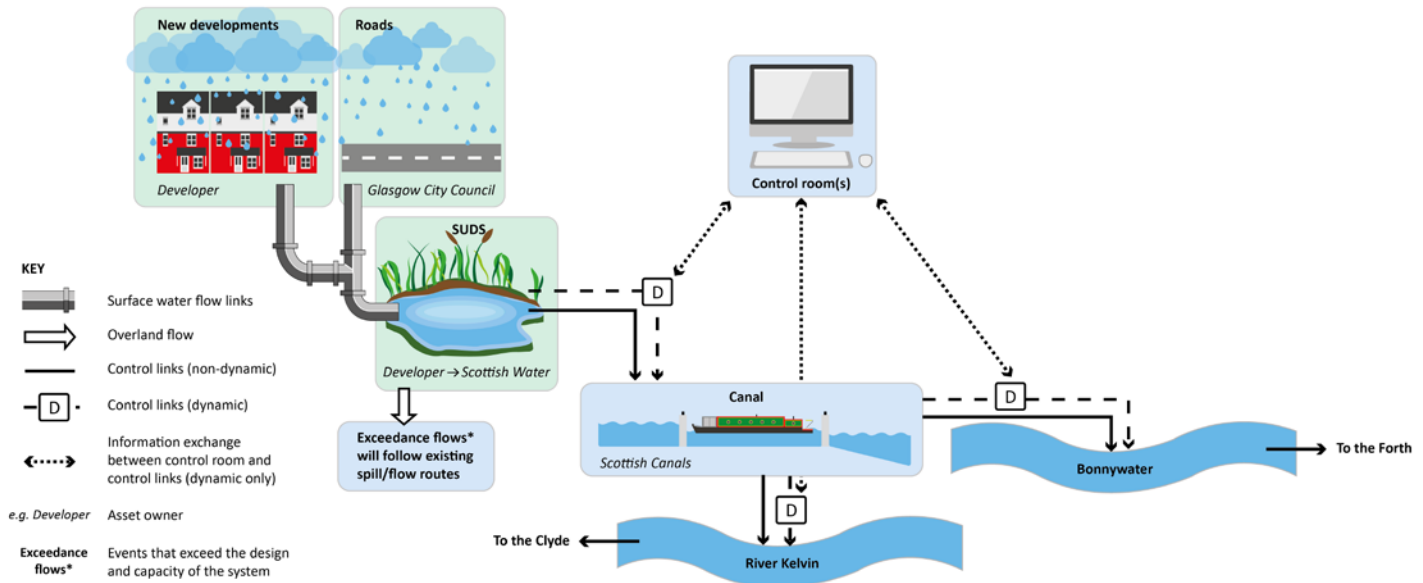 New developments
Roads
Developer
Glasgow City Council
Control room(s)
SUDS
Developer → Scottish Water
D
Exceedance flows*
will follow existing
spill/flow routes
Canal
Scottish Canals
D
Bonnywater
To the Forth
D
To the Clyde
River Kelvin
KEY
Surface water flow links
Overland flow
Control links (non-dynamic)
D
Control links (dynamic)
Information exchange
between control room and
control links (dynamic only)
e.g. Developer
Asset owner
Exceedance
flows*
Events that exceed the design
and capacity of the system